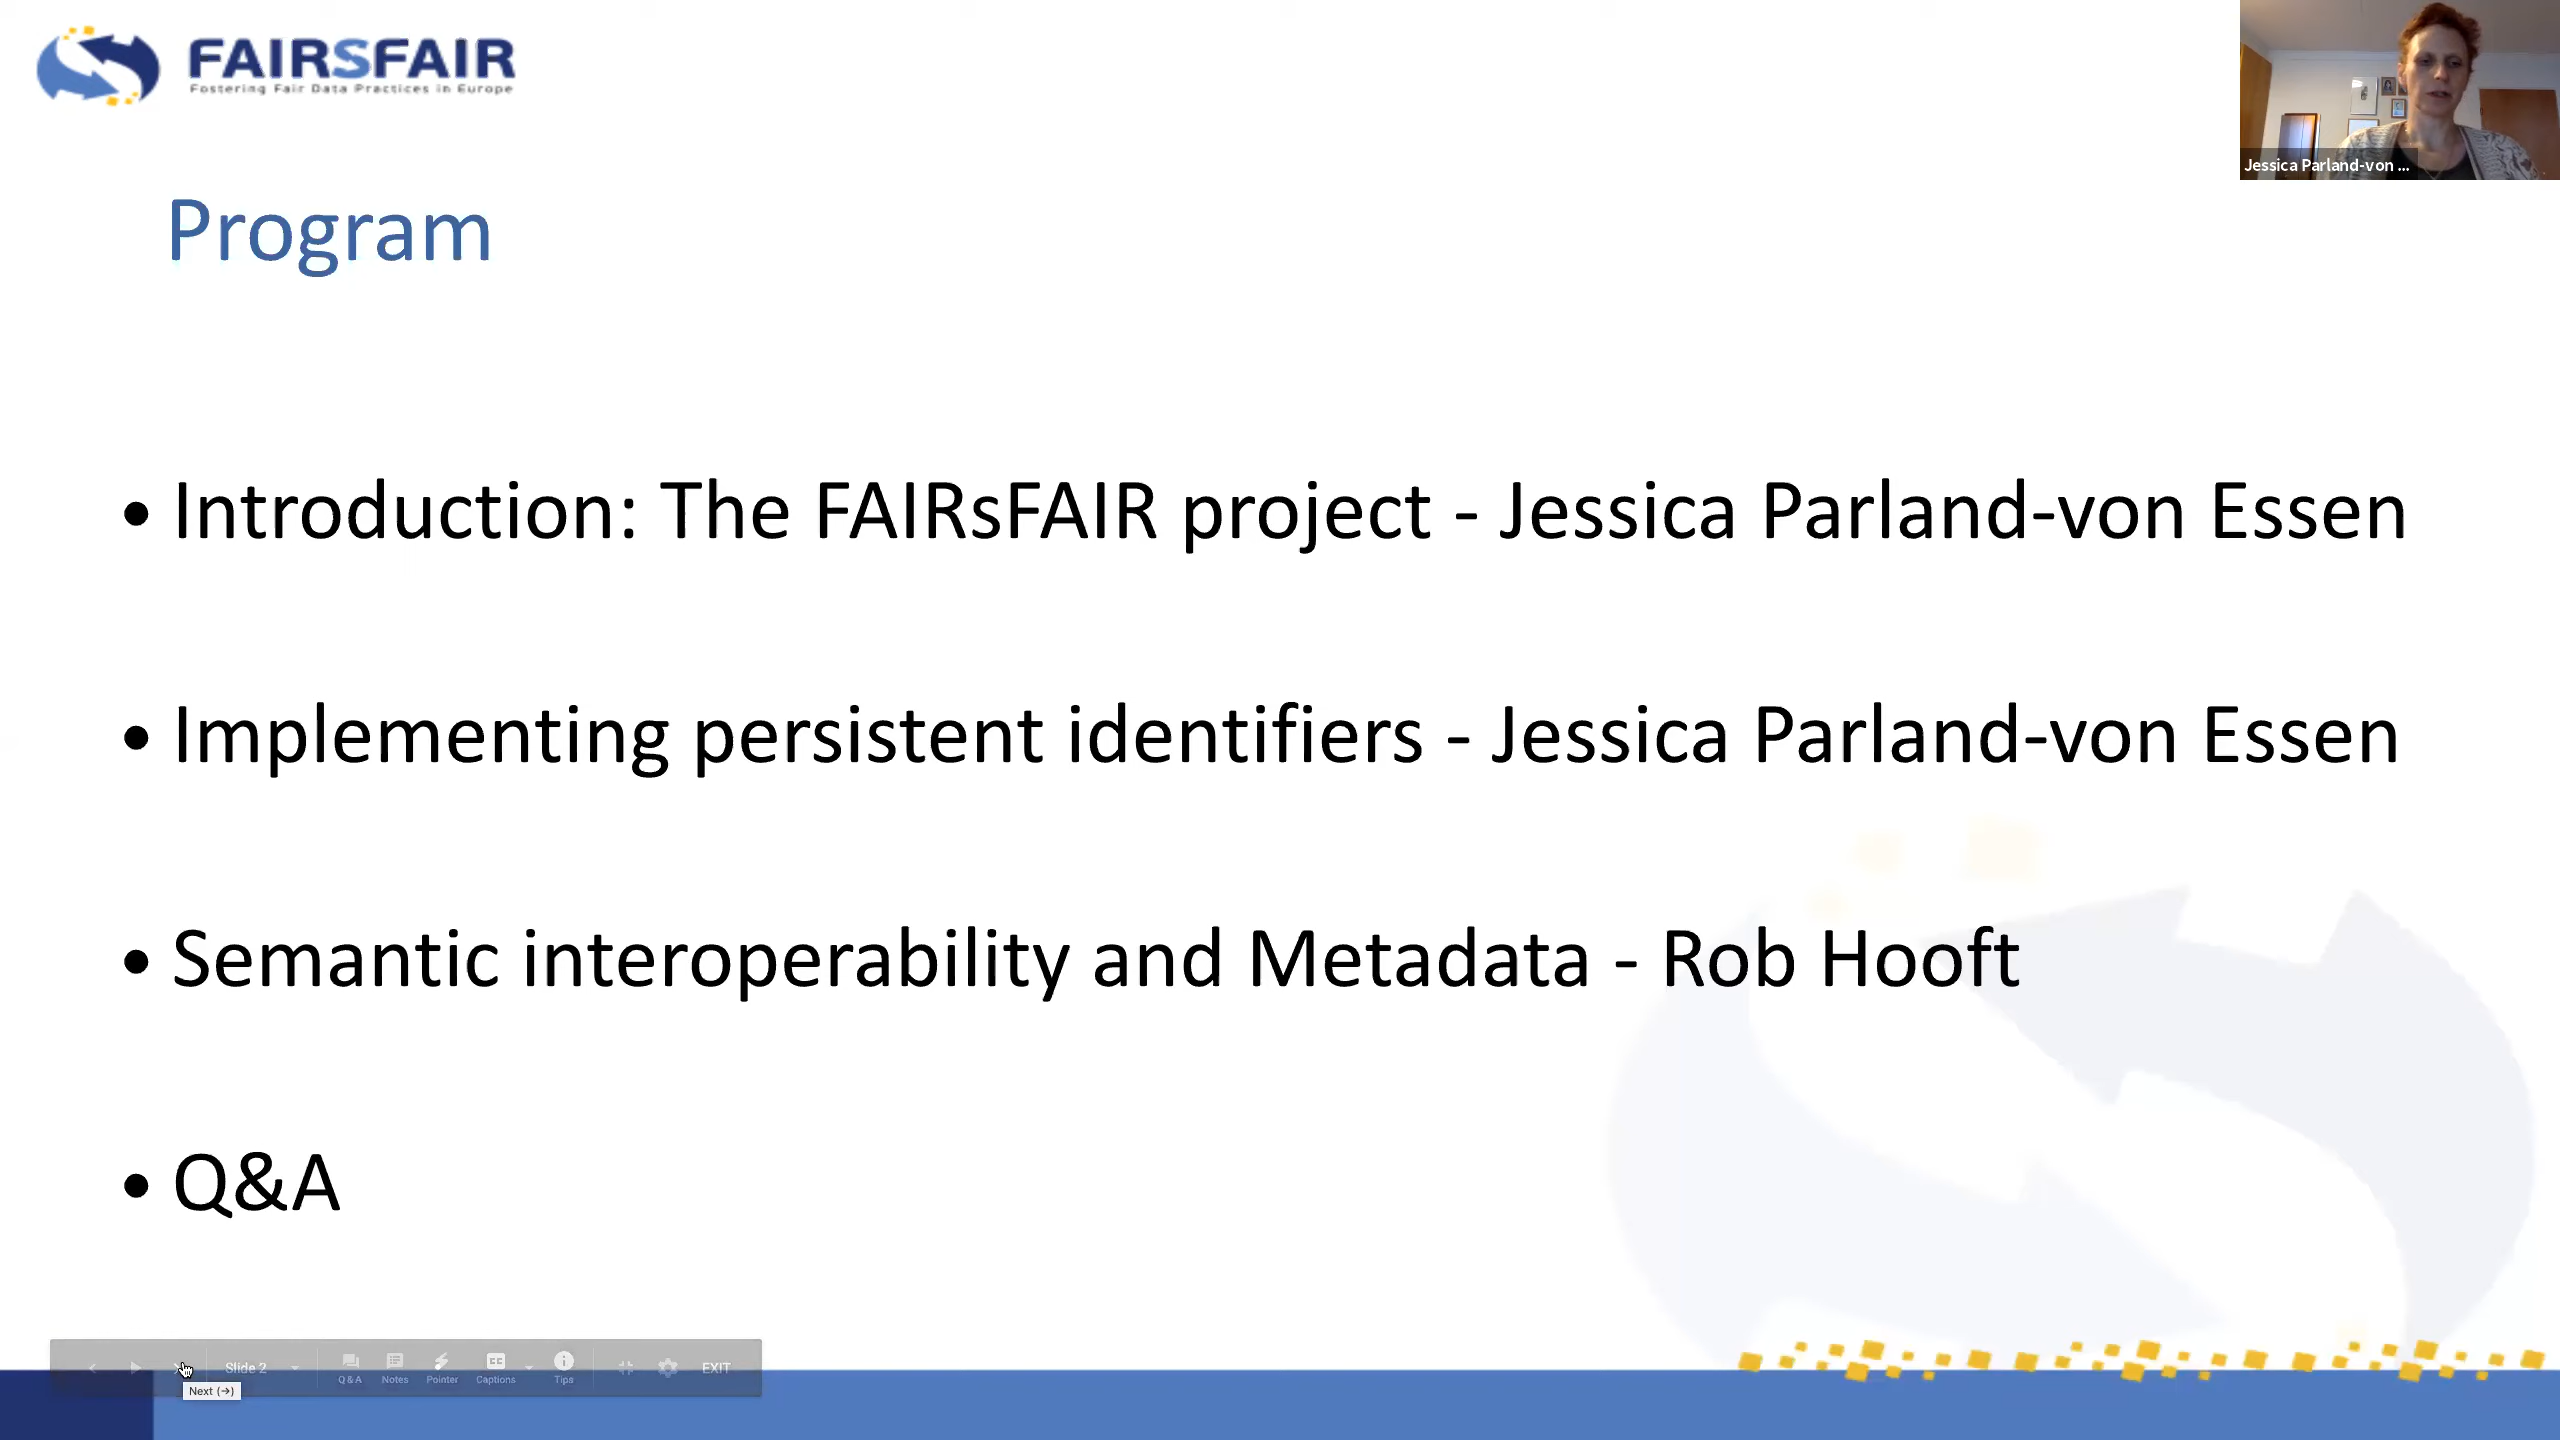 FAIRSFAIR
Fostering Fair Data Practices in Europe
Jessica Parland-von ...
Program
• Introduction: The FAIRsFAIR project - Jessica Parland-von Essen
• Implementing persistent identifiers - Jessica Parland-von Essen
• Semantic interoperability and Metadata - Rob Hooft
• Q&A
Slide 2
Q&A Notes Pointer Captions Tips EXIT
Next (→)